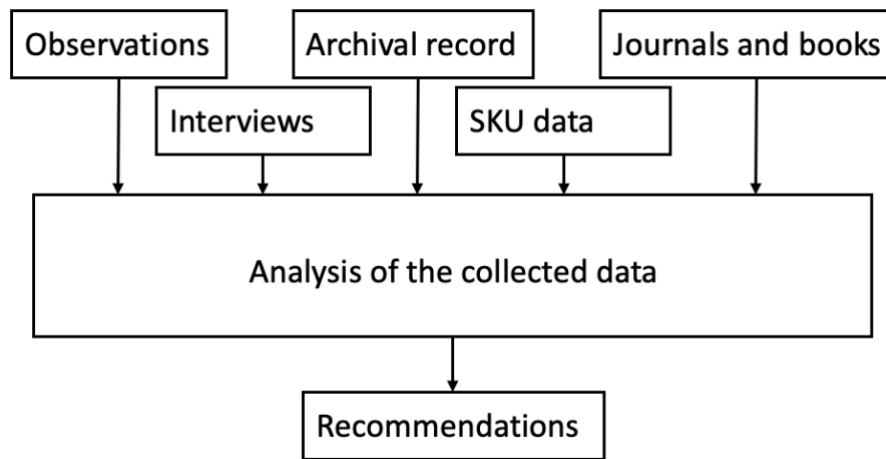 Observations
Archival record
Journals and books
Interviews
SKU data
Analysis of the collected data
Recommendations